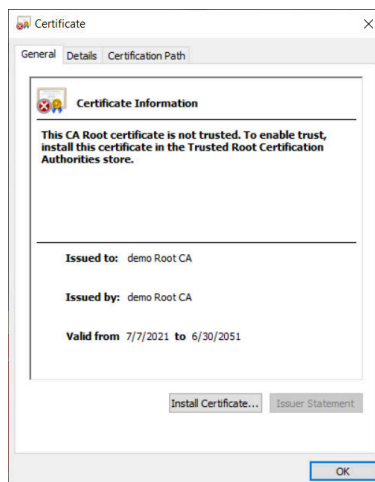 Certificate
General Details Certification Path
Certificate Information
This CA Root certificate is not trusted. To enable trust,
install this certificate in the Trusted Root Certification
Authorities store.
Issued to: demo Root CA
Issued by: demo Root CA
Valid from 7/7/2021 to 6/30/2051
Install Certificate... Issuer Statement
OK